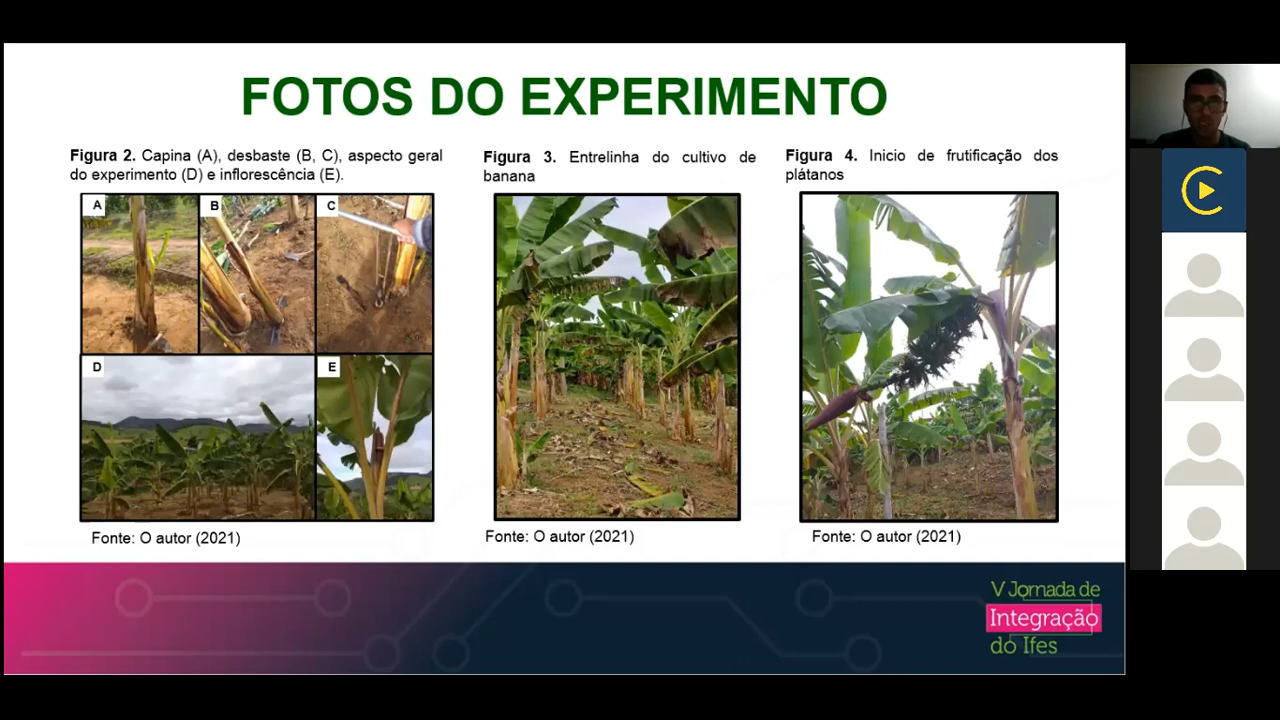 FOTOS DO EXPERIMENTO
Figura 2. Capina (A), desbaste (B, C), aspecto geral
do experimento (D) e inflorescência (E).
A
B
C
D
E
Fonte: O autor (2021)
Figura 3. Entrelinha do cultivo de
banana
Fonte: O autor (2021)
Figura 4. Inicio de frutificação dos
plátanos
Fonte: O autor (2021)
V Jornada de
Integração
do Ifes